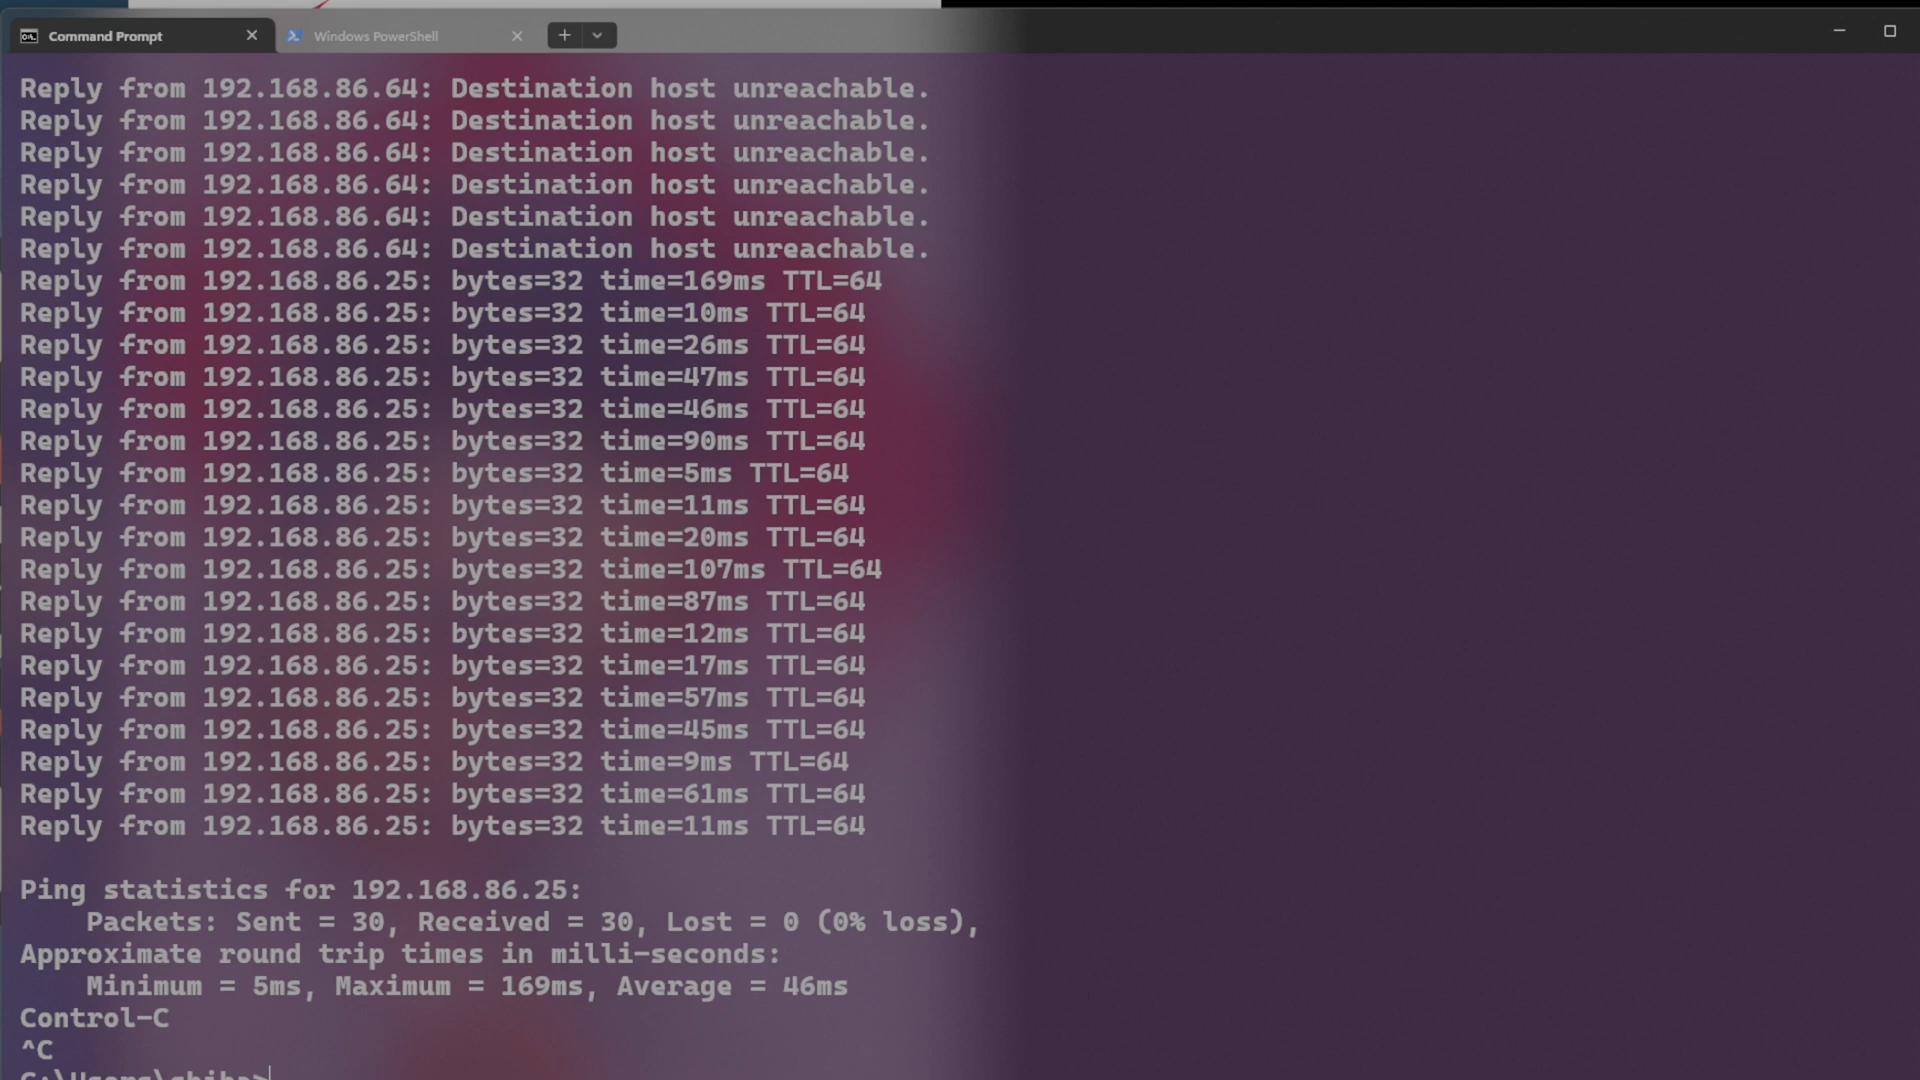 Command Prompt
Windows PowerShell
Reply from 192.168.86.64: Destination host unreachable.
Reply from 192.168.86.64: Destination host unreachable.
Reply from 192.168.86.64: Destination host unreachable.
Reply from 192.168.86.64: Destination host unreachable.
Reply from 192.168.86.64: Destination host unreachable.
Reply from 192.168.86.64: Destination host unreachable.
Reply from 192.168.86.25: bytes=32 time=169ms TTL=64
Reply from 192.168.86.25: bytes=32 time=10ms TTL=64
Reply from 192.168.86.25: bytes=32 time=26ms TTL=64
Reply from 192.168.86.25: bytes=32 time=47ms TTL=64
Reply from 192.168.86.25: bytes=32 time=46ms TTL=64
Reply from 192.168.86.25: bytes=32 time=90ms TTL=64
Reply from 192.168.86.25: bytes=32 time=5ms TTL=64
Reply from 192.168.86.25: bytes=32 time=11ms TTL=64
Reply from 192.168.86.25: bytes=32 time=20ms TTL=64
Reply from 192.168.86.25: bytes=32 time=107ms TTL=64
Reply from 192.168.86.25: bytes=32 time=87ms TTL=64
Reply from 192.168.86.25: bytes=32 time=12ms TTL=64
Reply from 192.168.86.25: bytes=32 time=17ms TTL=64
Reply from 192.168.86.25: bytes=32 time=57ms TTL=64
Reply from 192.168.86.25: bytes=32 time=45ms TTL=64
Reply from 192.168.86.25: bytes=32 time=9ms TTL=64
Reply from 192.168.86.25: bytes=32 time=61ms TTL=64
Reply from 192.168.86.25: bytes=32 time=11ms TTL=64
Ping statistics for 192.168.86.25:
Packets: Sent = 30, Received = 30, Lost = 0 (0% loss),
Approximate round trip times in milli-seconds:
Minimum = 5ms, Maximum = 169ms, Average = 46ms
Control-C
^C